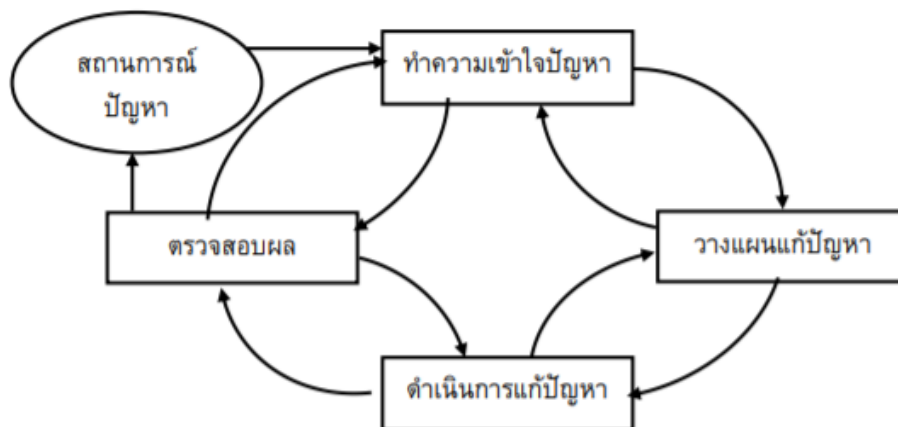 สถานการณ์
ปัญหา
ทำความเข้าใจปัญหา
ตรวจสอบผล
วางแผนแก้ปัญหา
ดำเนินการแก้ปัญหา